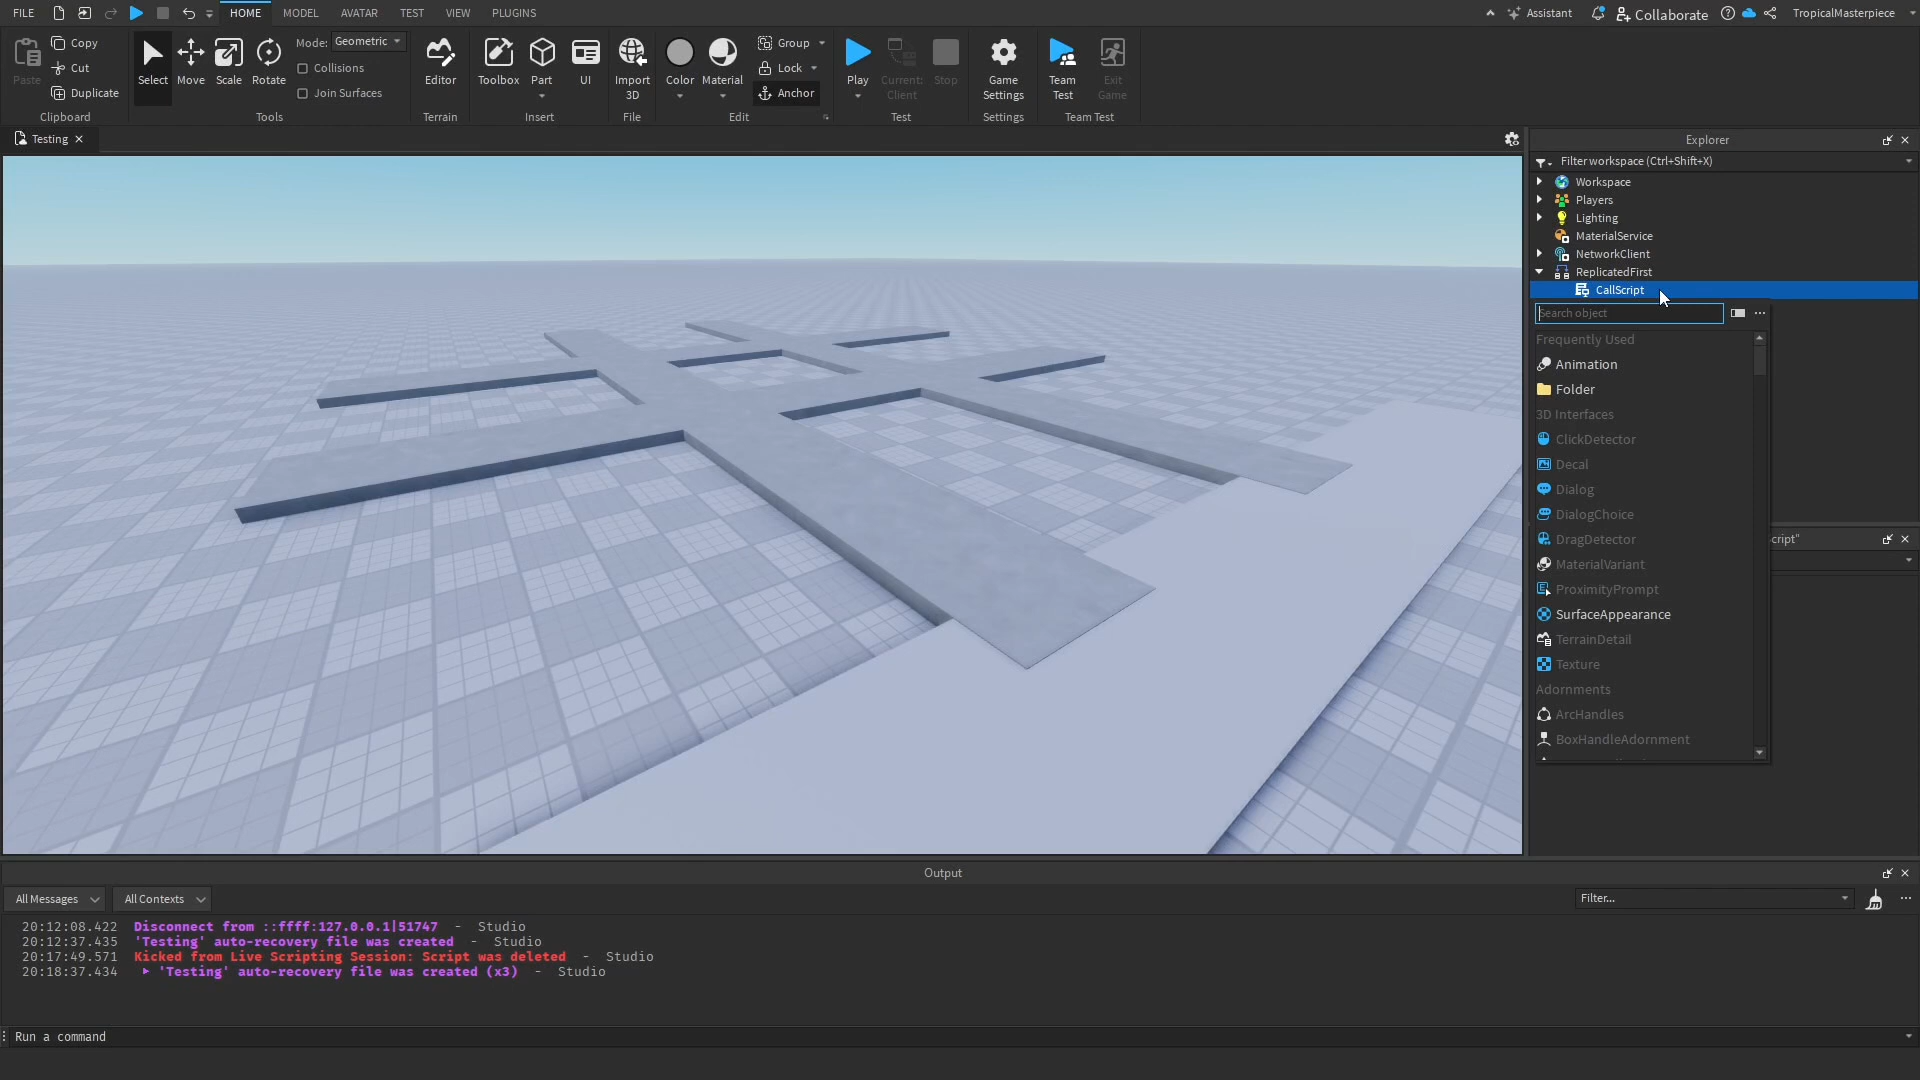 FILE
HOME
MODEL
AVATAR
TEST
VIEW
PLUGINS
Assistant
Collaborate
TropicalMasterpiece
Paste
Copy
Cut
Duplicate
Clipboard
Select
Move
Scale
Rotate
Mode: Geometric
Collisions
Join Surfaces
Tools
Editor
Terrain
Toolbox
Part
UI
Insert
Import
3D
File
Color
Material
Group
Lock
Anchor
Edit
Play
Current:
Client
Stop
Test
Game
Settings
Settings
Team
Test
Exit
Game
Team Test
Testing
Explorer
Filter workspace (Ctrl+Shift+X)
Workspace
Players
Lighting
MaterialService
NetworkClient
ReplicatedFirst
CallScript
Search object
Frequently Used
Animation
Folder
3D Interfaces
ClickDetector
Decal
Dialog
DialogChoice
DragDetector
MaterialVariant
ProximityPrompt
SurfaceAppearance
TerrainDetail
Texture
Adornments
ArcHandles
BoxHandleAdornment
cript"
Output
All Messages
All Contexts
Filter...
20:12:08.422 Disconnect from ::ffff:127.0.0.1|51747 - Studio
20:12:37.435 'Testing' auto-recovery file was created - Studio
20:17:49.571 Kicked from Live Scripting Session: Script was deleted - Studio
20:18:37.434 'Testing' auto-recovery file was created (x3) - Studio
Run a command